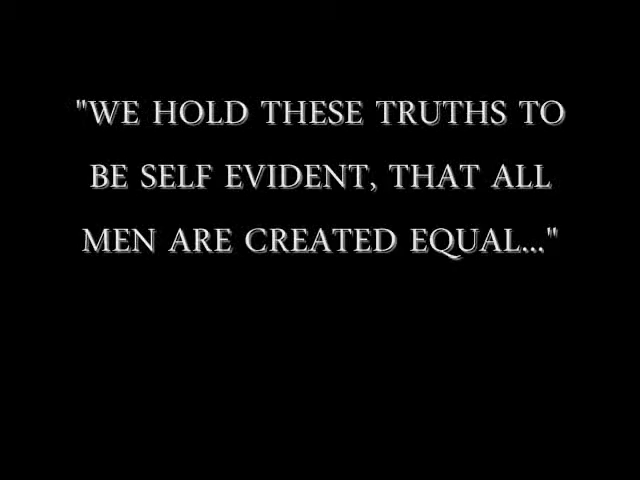 "WE HOLD THESE TRUTHS TO
BE SELF EVIDENT, THAT ALL
MEN ARE CREATED EQUAL..."